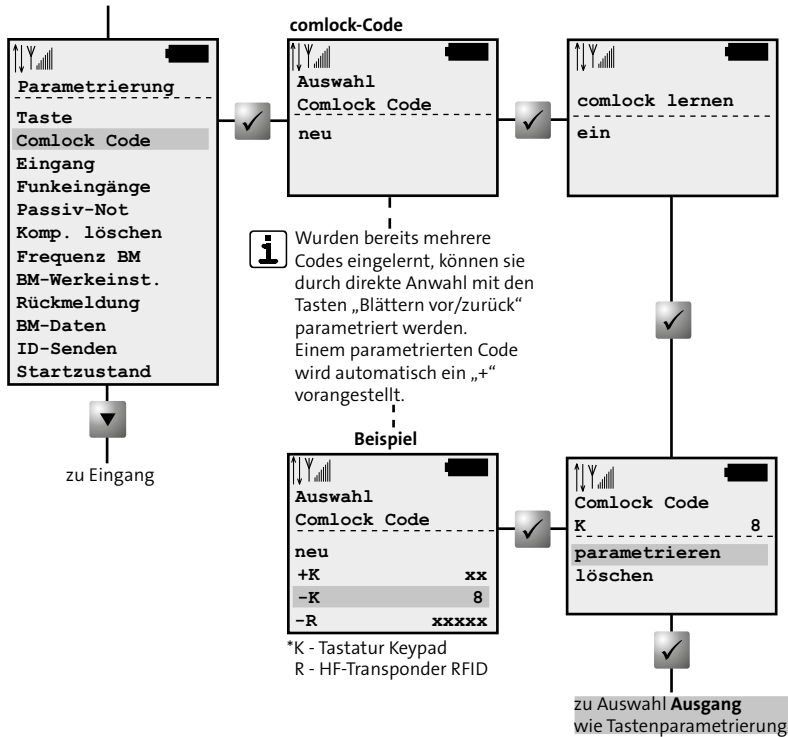 comlock-Code
Parametrierung
Taste
Comlock Code
Eingang
Funkeingänge
Passiv-Not
Komp. löschen
Frequenz BM
BM-Werkeinst.
Rückmeldung
BM-Daten
ID-Senden
Startzustand
zu Eingang
Auswahl
Comlock Code
neu
comlock lernen
ein
Wurden bereits mehrere
Codes eingelernt, können sie
durch direkte Anwahl mit den
Tasten „Blättern vor/zurück“
parametriert werden.
Einem parametrierten Code
wird automatisch ein „+“
vorangestellt.
Beispiel
Auswahl
Comlock Code
neu
+K xx
-K 8
-R xxxxx
*K - Tastatur Keypad
R - HF-Transponder RFID
Comlock Code
K 8
parametrieren
löschen
zu Auswahl Ausgang
wie Tastenparametrierung